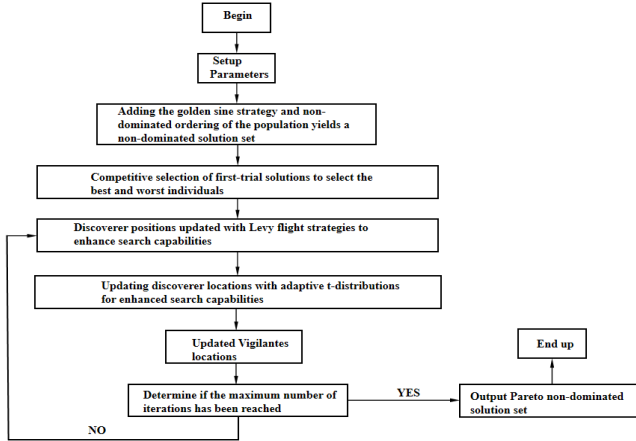 Begin
Setup
Parameters
Adding the golden sine strategy and non-
dominated ordering of the population yields a
non-dominated solution set
Competitive selection of first-trial solutions to select the
best and worst individuals
Discoverer positions updated with Levy flight strategies to
enhance search capabilities
Updating discoverer locations with adaptive t-distributions
for enhanced search capabilities
Updated Vigilantes
locations
End up
Determine if the maximum number of
iterations has been reached
YES
Output Pareto non-dominated
solution set
NO